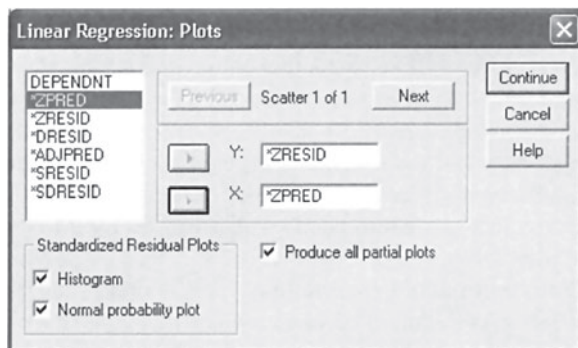 Linear Regression: Plots
DEPENDNT
*ZPRED
*ZRESID
*DRESID
*ADJPRED
*SRESID
*SDRESID
Previous
Scatter 1 of 1
Next
Y:
*ZRESID
X:
*ZPRED
Continue
Cancel
Help
Standardized Residual Plots
Histogram
Normal probability plot
Produce all partial plots